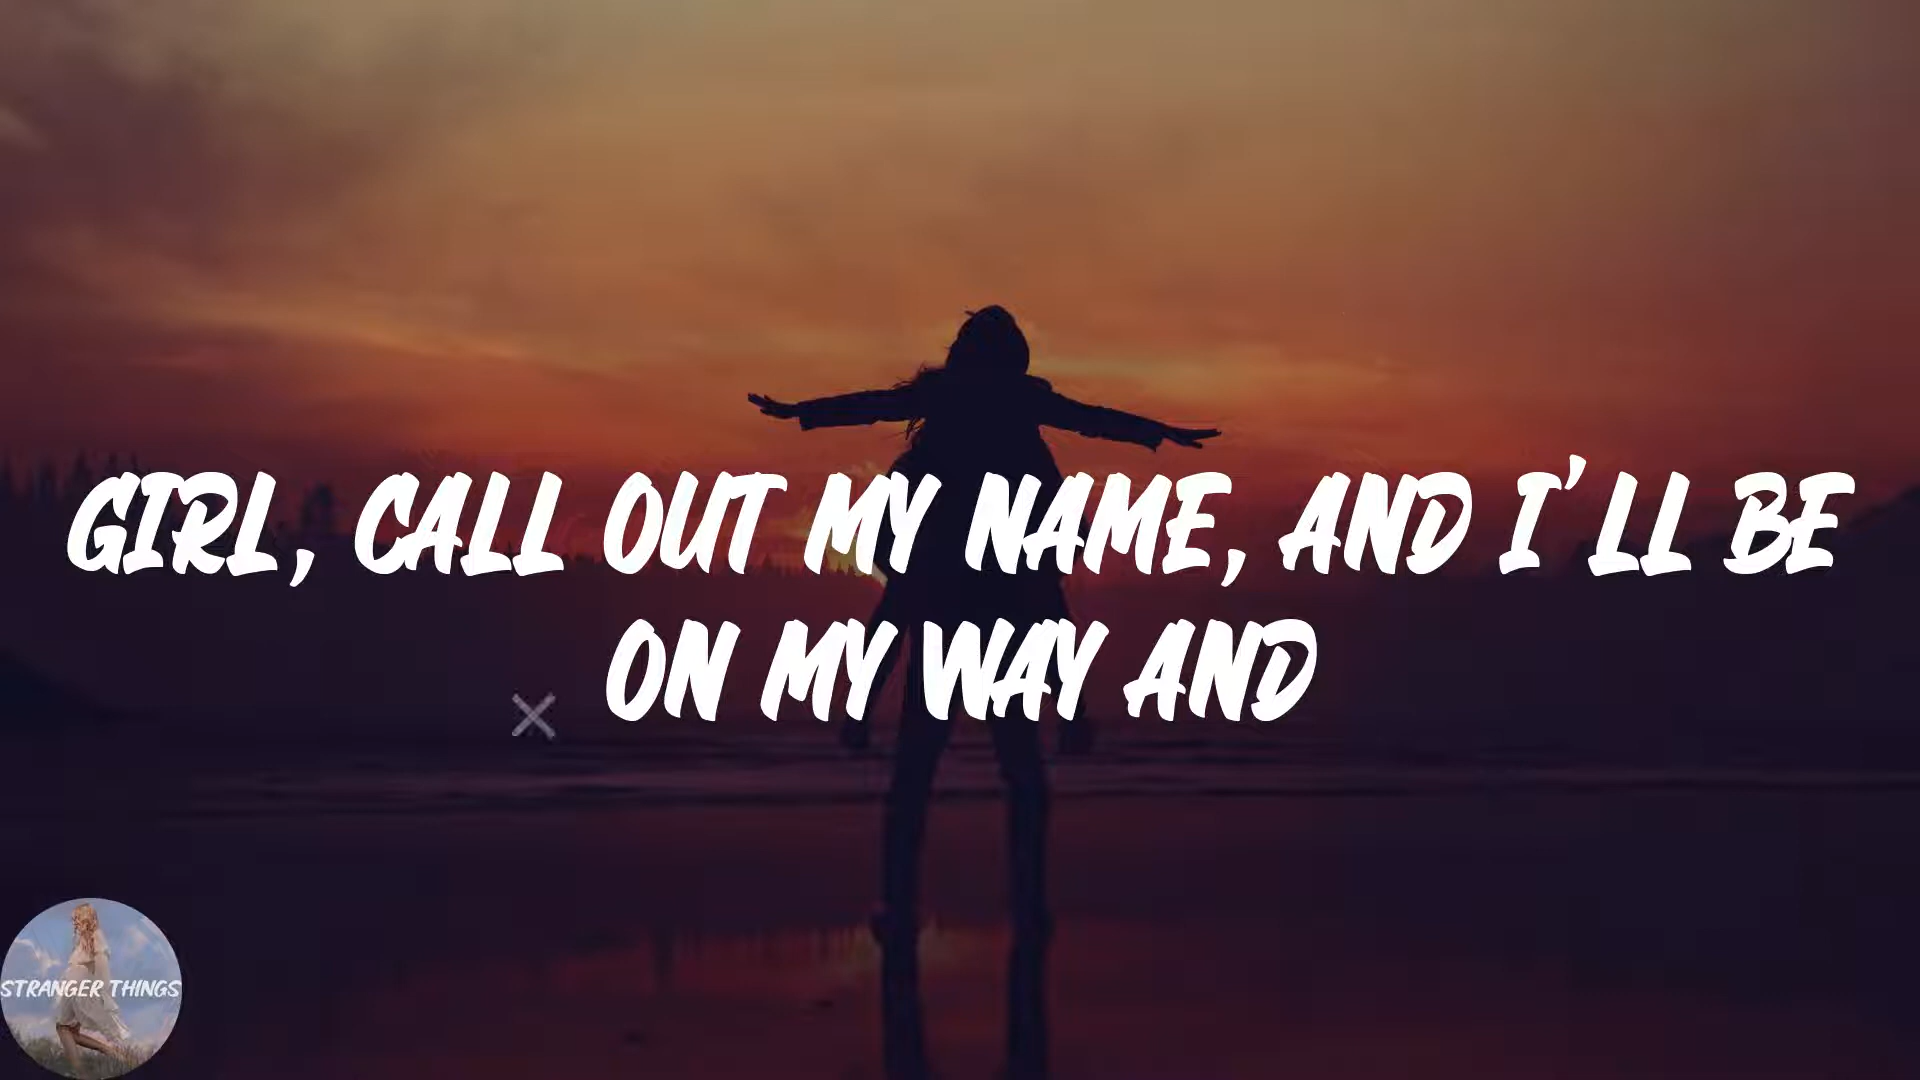 GIRL, CALL OUT MY NAME, AND I'LL BE
ON MY WAY AND
STRANGER THINGS